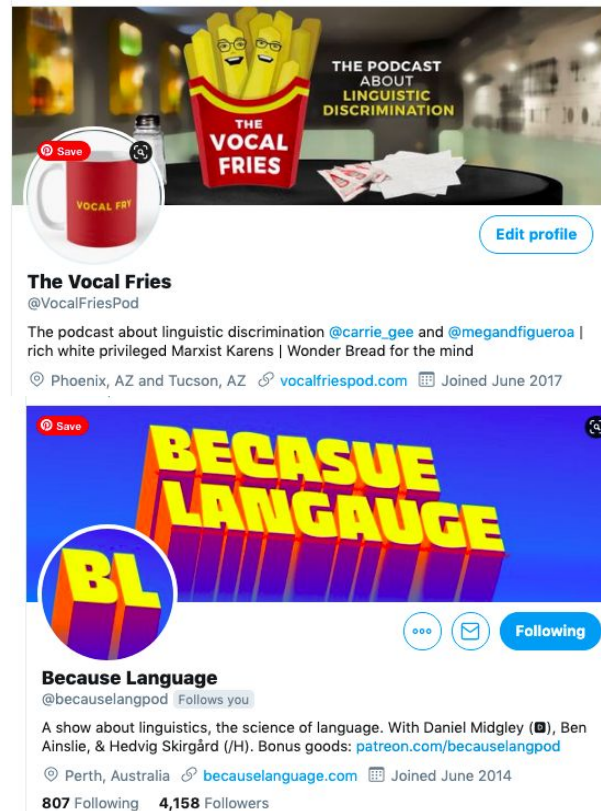 THE PODCAST
ABOUT
LINGUISTIC
DISCRIMINATION
THE
VOCAL
FRIES
Save
VOCAL FRY
Edit profile
The Vocal Fries
@VocalFriesPod
The podcast about linguistic discrimination @carrie_gee and @megandfigueroa |
rich white privileged Marxist Karens | Wonder Bread for the mind
Phoenix, AZ and Tucson, AZ vocalfriespod.com Joined June 2017
Save
BECASUE
LANGAUGE
BL
Following
Because Language
@becauselangpod Follows you
A show about linguistics, the science of language. With Daniel Midgley (🅳), Ben
Ainslie, & Hedvig Skirgård (/H). Bonus goods: patreon.com/becauselangpod
Perth, Australia becauselanguage.com Joined June 2014
807 Following 4,158 Followers